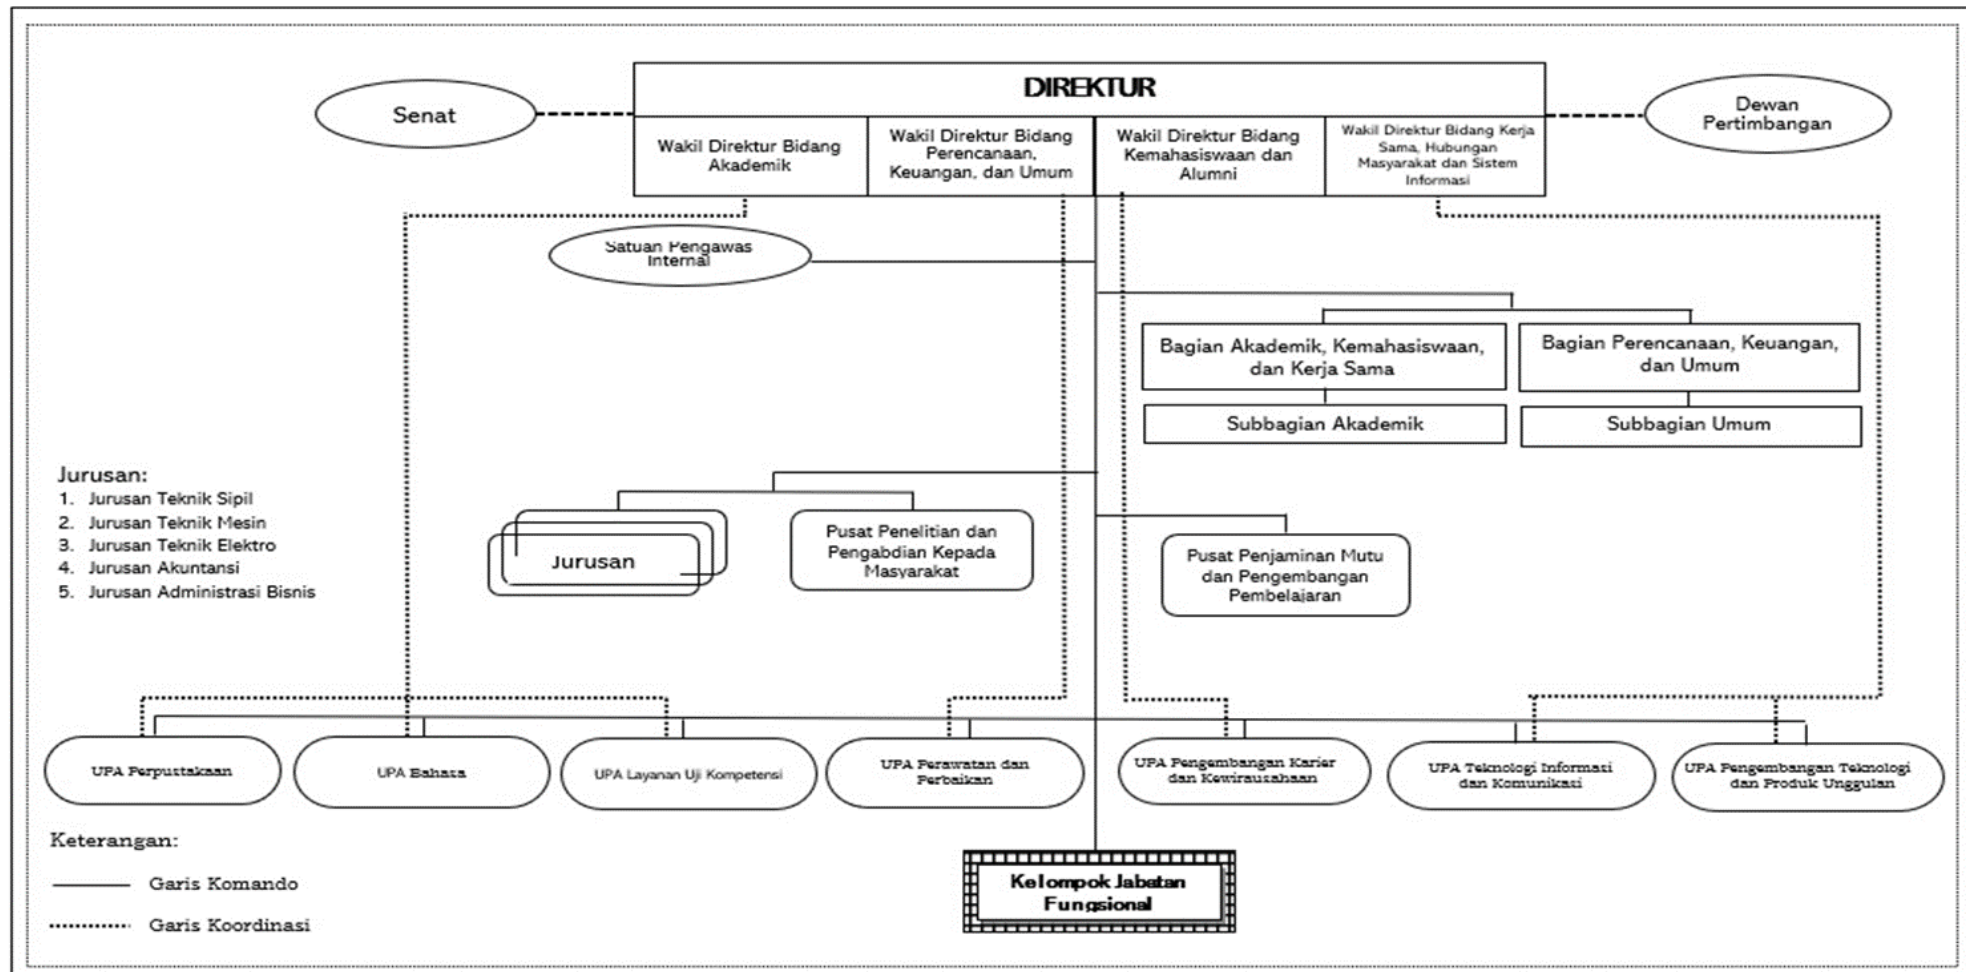 DIREKTUR
Senat
Dewan
Pertimbangan
Wakil Direktur Bidang
Akademik
Wakil Direktur Bidang
Perencanaan,
Keuangan, dan Umum
Wakil Direktur Bidang
Kemahasiswaan dan
Alumni
Wakil Direktur Bidang Kerja
Sama, Hubungan
Masyarakat dan Sistem
Informasi
Satuan Pengawas
Internal
Bagian Akademik, Kemahasiswaan,
dan Kerja Sama
Bagian Perencanaan, Keuangan,
dan Umum
Subbagian Akademik
Subbagian Umum
Jurusan:
1. Jurusan Teknik Sipil
2. Jurusan Teknik Mesin
3. Jurusan Teknik Elektro
4. Jurusan Akuntansi
5. Jurusan Administrasi Bisnis
Jurusan
Pusat Penelitian dan
Pengabdian Kepada
Masyarakat
Pusat Penjaminan Mutu
dan Pengembangan
Pembelajaran
UPA Perpustakaan
UPA Bahasa
UPA Layanan Uji Kompetensi
UPA Perawatan dan
Perbaikan
UPA Pengembangan Karier
dan Kewirausahaan
UPA Teknologi Informasi
dan Komunikasi
UPA Pengembangan Teknologi
dan Produk Unggulan
Keterangan:
Garis Komando
Garis Koordinasi
Kelompok Jabatan
Fungsional